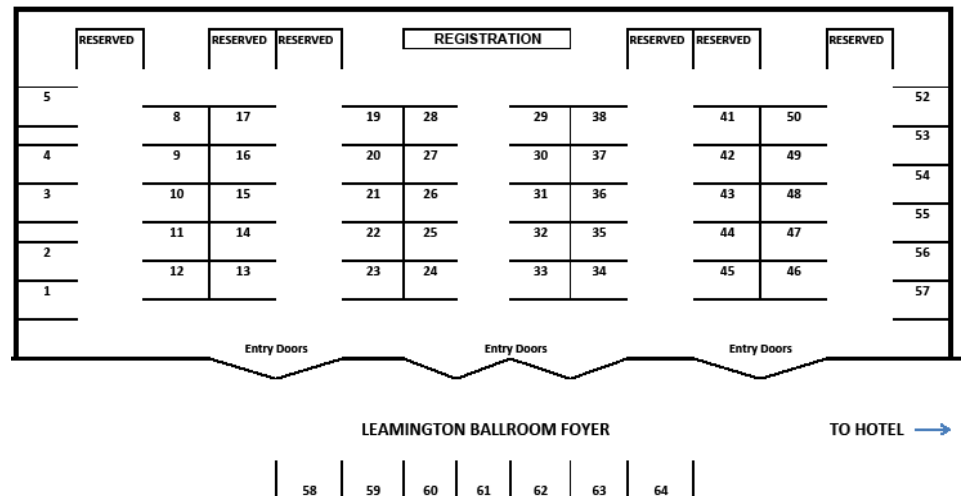 RESERVED RESERVED RESERVED REGISTRATION RESERVED RESERVED RESERVED
5 52
8 17 19 28 29 38 41 50
53
4 9 16 20 27 30 37 42 49
54
3 10 15 21 26 31 36 43 48
55
11 14 22 25 32 35 44 47
2 56
12 13 23 24 33 34 45 46
1 57
Entry Doors Entry Doors Entry Doors
LEAMINGTON BALLROOM FOYER TO HOTEL
58 59 60 61 62 63 64